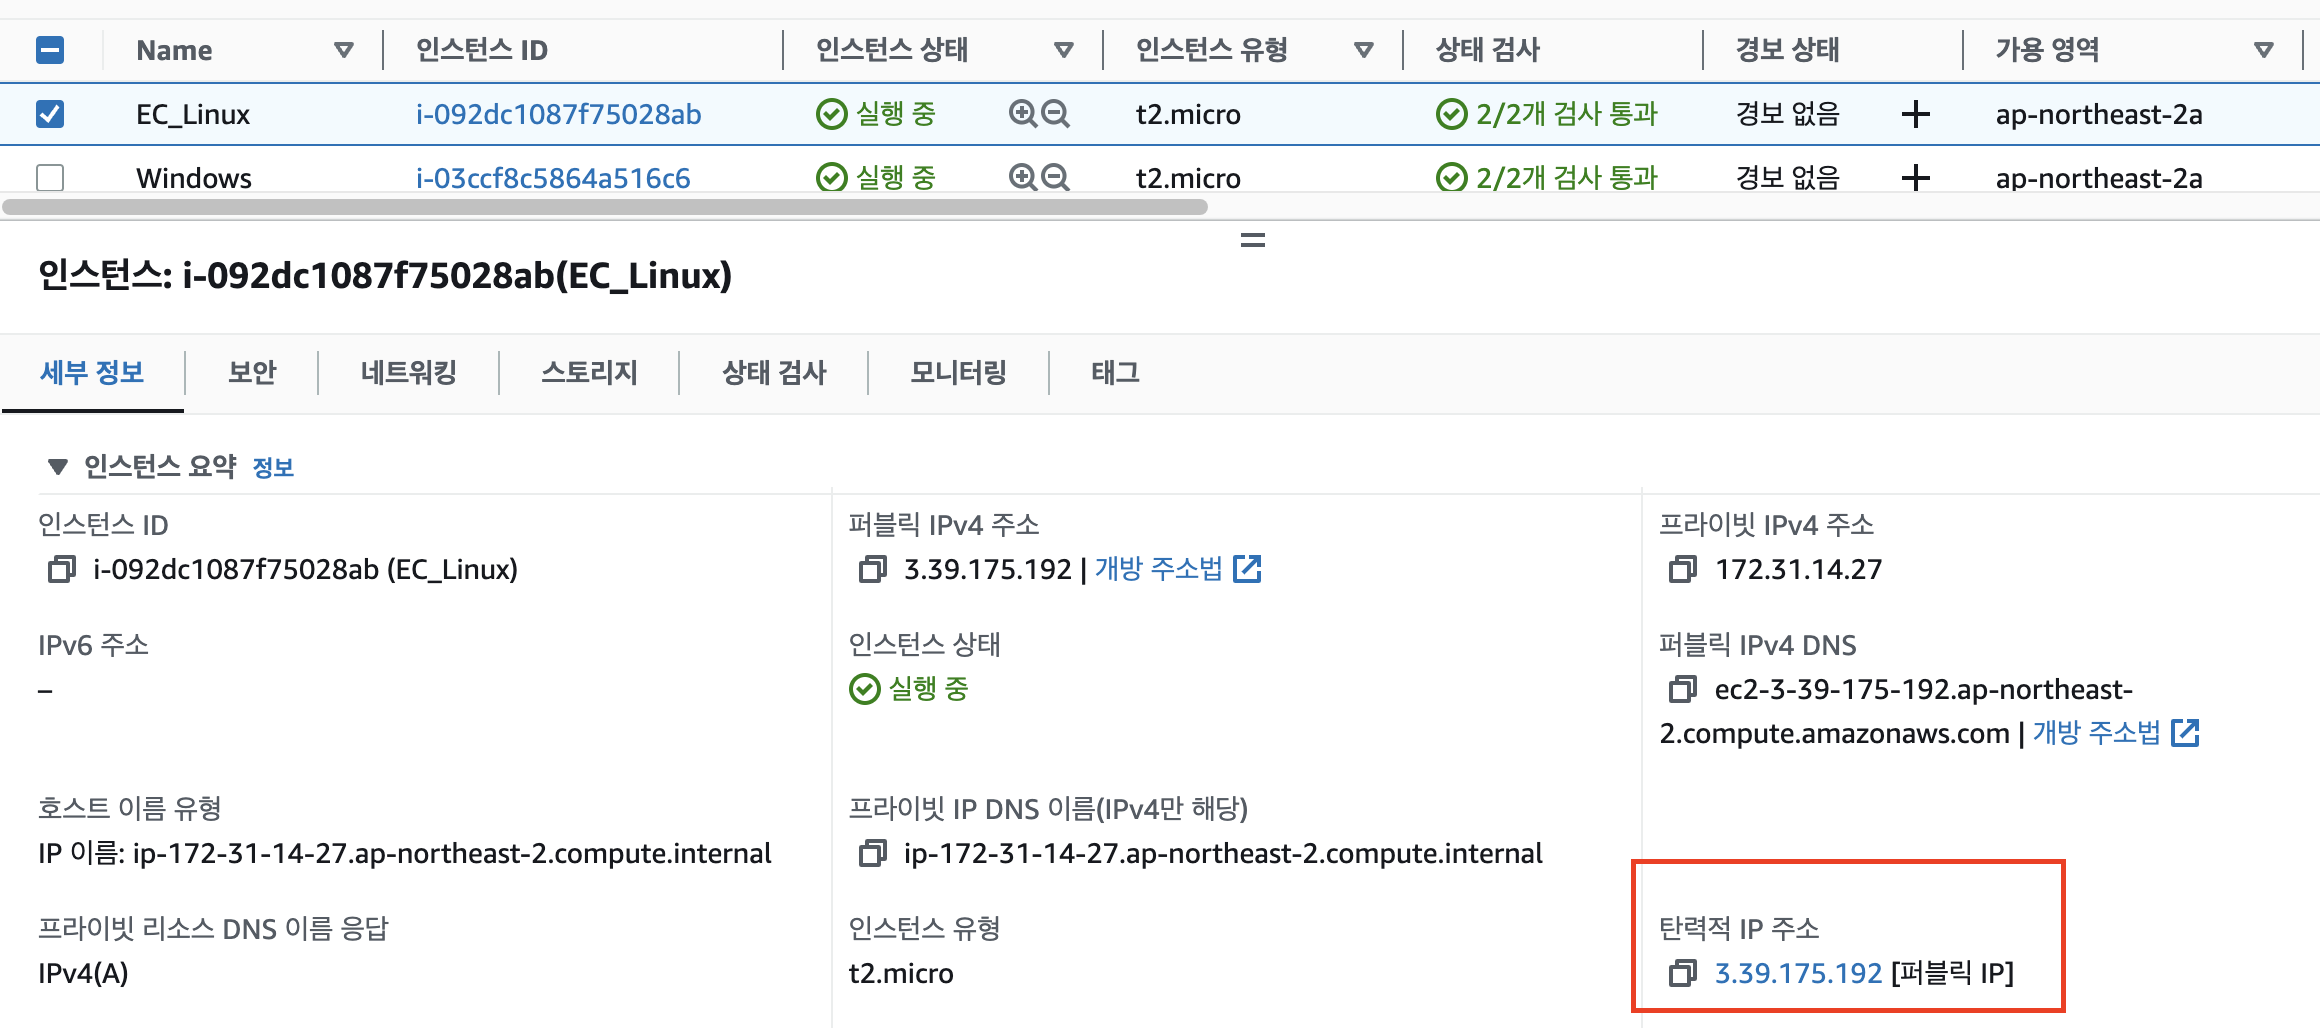 Name 인스턴스 ID 인스턴스 상태 인스턴스 유형 상태 검사 경보 상태 가용 영역
EC_Linux i-092dc1087f75028ab 실행 중 t2.micro 2/2개 검사 통과 경보 없음 ap-northeast-2a
Windows i-03ccf8c5864a516c6 실행 중 t2.micro 2/2개 검사 통과 경보 없음 ap-northeast-2a
인스턴스: i-092dc1087f75028ab(EC_Linux)
세부 정보 보안 네트워킹 스토리지 상태 검사 모니터링 태그
인스턴스 요약 정보
인스턴스 ID
i-092dc1087f75028ab (EC_Linux)
퍼블릭 IPv4 주소
3.39.175.192 | 개방 주소법
프라이빗 IPv4 주소
172.31.14.27
IPv6 주소
–
인스턴스 상태
실행 중
퍼블릭 IPv4 DNS
ec2-3-39-175-192.ap-northeast-
2.compute.amazonaws.com | 개방 주소법
호스트 이름 유형
IP 이름: ip-172-31-14-27.ap-northeast-2.compute.internal
프라이빗 IP DNS 이름(IPv4만 해당)
ip-172-31-14-27.ap-northeast-2.compute.internal
프라이빗 리소스 DNS 이름 응답
IPv4(A)
인스턴스 유형
t2.micro
탄력적 IP 주소
3.39.175.192 [퍼블릭 IP]